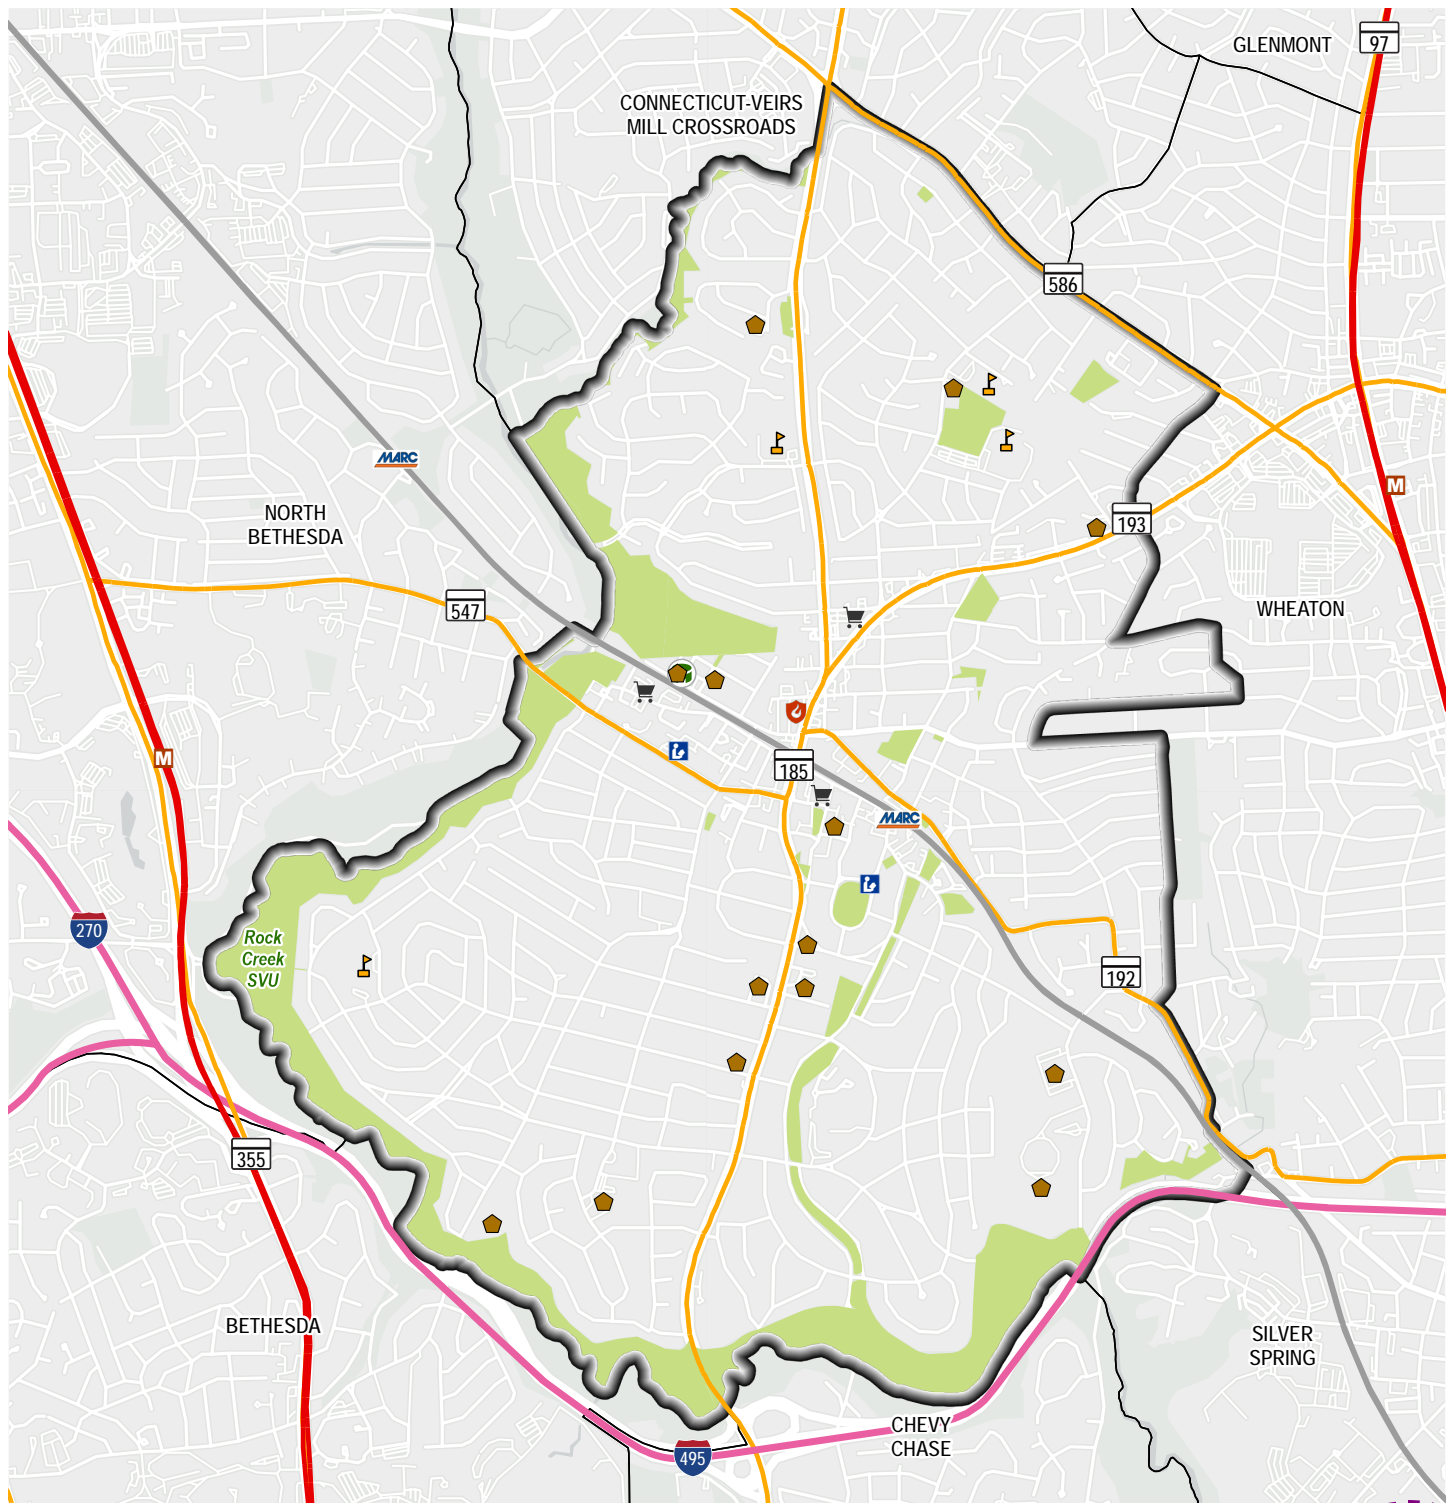 GLENMONT
97
CONNECTICUT-VEIRS
MILL CROSSROADS
586
MARC
M
NORTH
BETHESDA
193
547
WHEATON
M
185
MARC
270
Rock
Creek
SVU
192
355
BETHESDA
SILVER
SPRING
CHEVY
CHASE
495